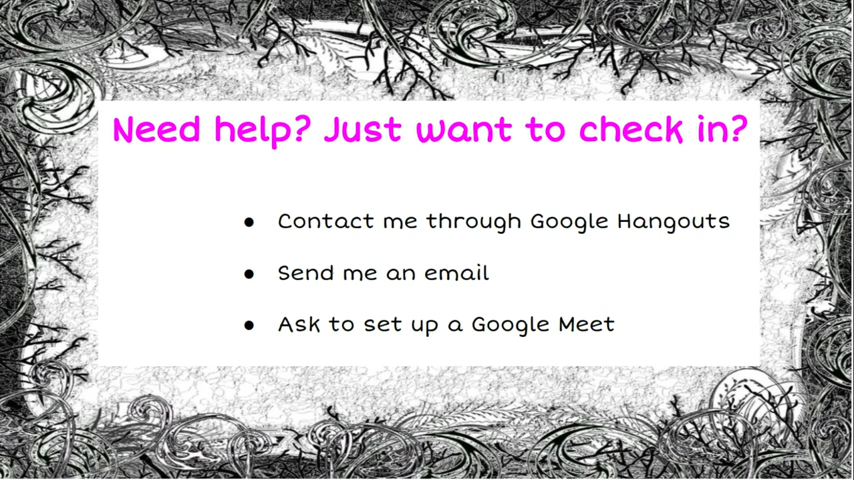 Need help? Just want to check in?
● Contact me through Google Hangouts
● Send me an email
● Ask to set up a Google Meet